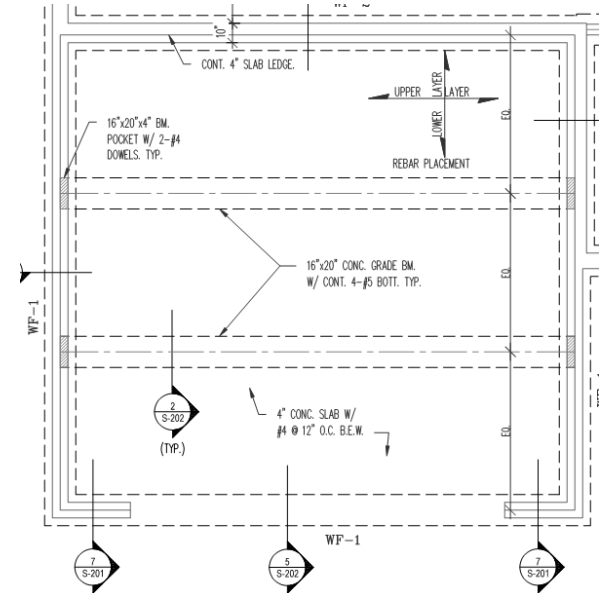 10"
CONT. 4" SLAB LEDGE.
UPPER LAYER
LOWER LAYER
REBAR PLACEMENT
EQ.
16"x20"x4" BM.
POCKET W/ 2-#4
DOWELS. TYP.
16"x20" CONC. GRADE BM.
W/ CONT. 4-#5 BOTT. TYP.
EQ.
WF-1
2
S-202
(TYP.)
4" CONC. SLAB W/
#4 @ 12" O.C. B.E.W.
EQ.
WF-1
7
S-201
5
S-202
7
S-201